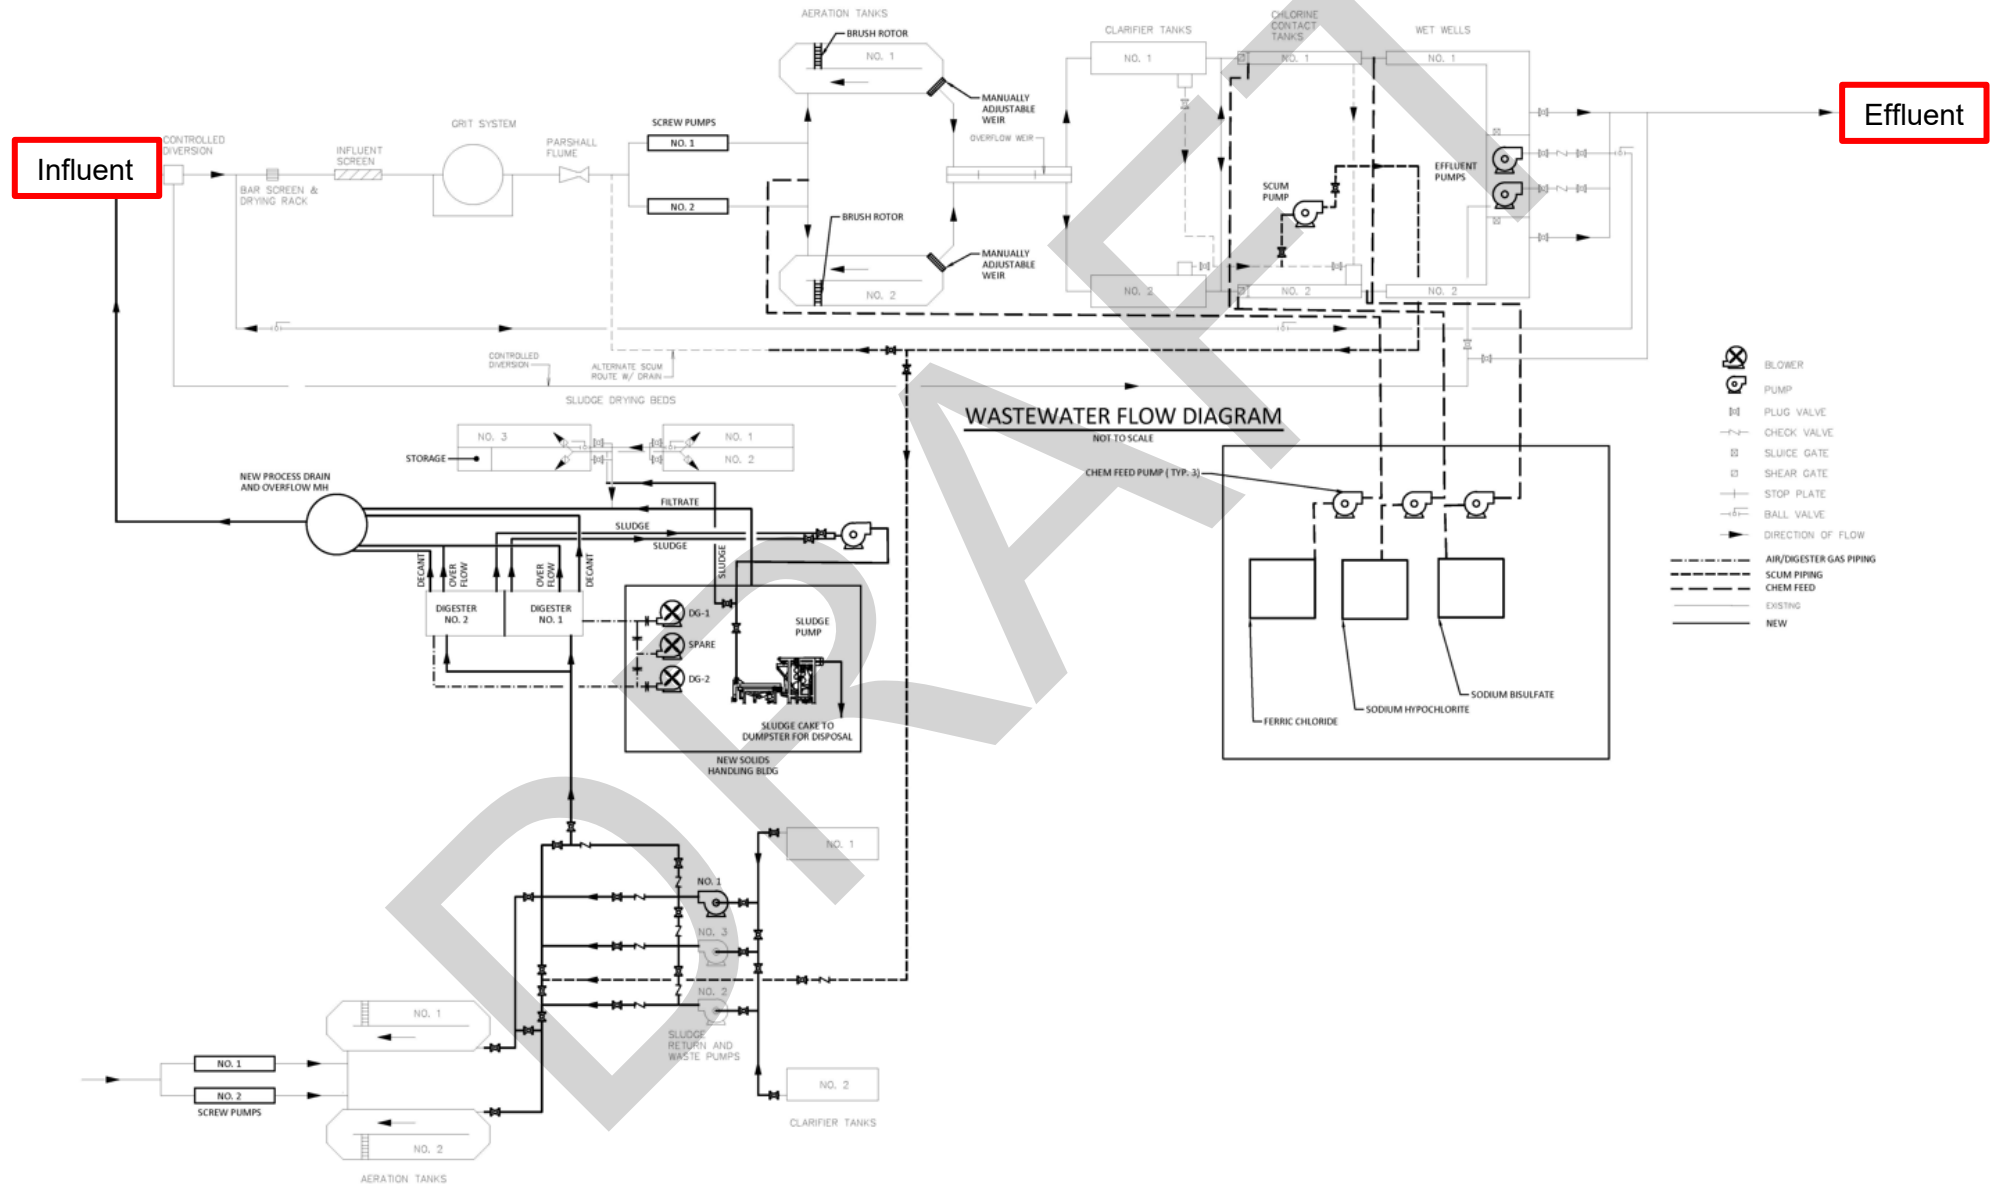 AERATION TANKS
BRUSH ROTOR
NO. 1
MANUALLY
ADJUSTABLE
WEIR
CLARIFIER TANKS
NO. 1
CHLORINE
CONTACT
TANKS
NO. 1
WET WELLS
NO. 1
Influent
Effluent
CONTROLLED
DIVERSION
BAR SCREEN &
DRYING RACK
INFLUENT
SCREEN
GRIT SYSTEM
PARSHALL
FLUME
SCREW PUMPS
NO. 1
NO. 2
OVERFLOW WEIR
BRUSH ROTOR
NO. 2
MANUALLY
ADJUSTABLE
WEIR
NO. 2
SCUM
PUMP
NO. 2
EFFLUENT
PUMPS
NO. 2
CONTROLLED
DIVERSION
ALTERNATE SCUM
ROUTE W/ DRAIN
SLUDGE DRYING BEDS
NO. 3
NO. 1
NO. 2
STORAGE
WASTEWATER FLOW DIAGRAM
NOT TO SCALE
BLOWER
PUMP
PLUG VALVE
CHECK VALVE
SLUICE GATE
SHEAR GATE
STOP PLATE
BALL VALVE
DIRECTION OF FLOW
AIR/DIGESTER GAS PIPING
SCUM PIPING
CHEM FEED
EXISTING
NEW
NEW PROCESS DRAIN
AND OVERFLOW MH
FILTRATE
SLUDGE
SLUDGE
SLUDGE
DECANT
OVER
FLOW
OVER
FLOW
DECANT
DIGESTER
NO. 2
DIGESTER
NO. 1
DG-1
SPARE
DG-2
SLUDGE
PUMP
SLUDGE CAKE TO
DUMPSTER FOR DISPOSAL
NEW SOLIDS
HANDLING BLDG
CHEM FEED PUMP ( TYP. 3)
SODIUM BISULFATE
SODIUM HYPOCHLORITE
FERRIC CHLORIDE
NO. 1
NO. 1
NO. 3
NO. 2
SLUDGE
RETURN AND
WASTE PUMPS
NO. 2
CLARIFIER TANKS
NO. 1
NO. 1
NO. 2
SCREW PUMPS
NO. 2
AERATION TANKS
DRAFT